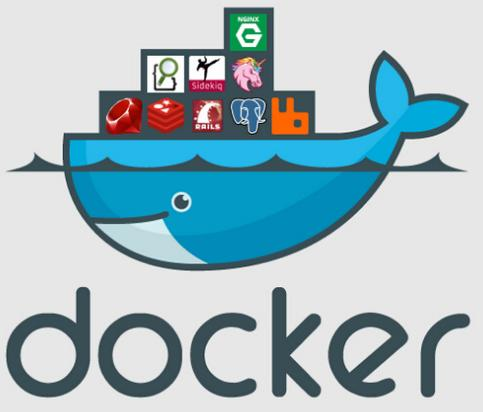 NGINX
G
Sidekiq
RAILS
docker